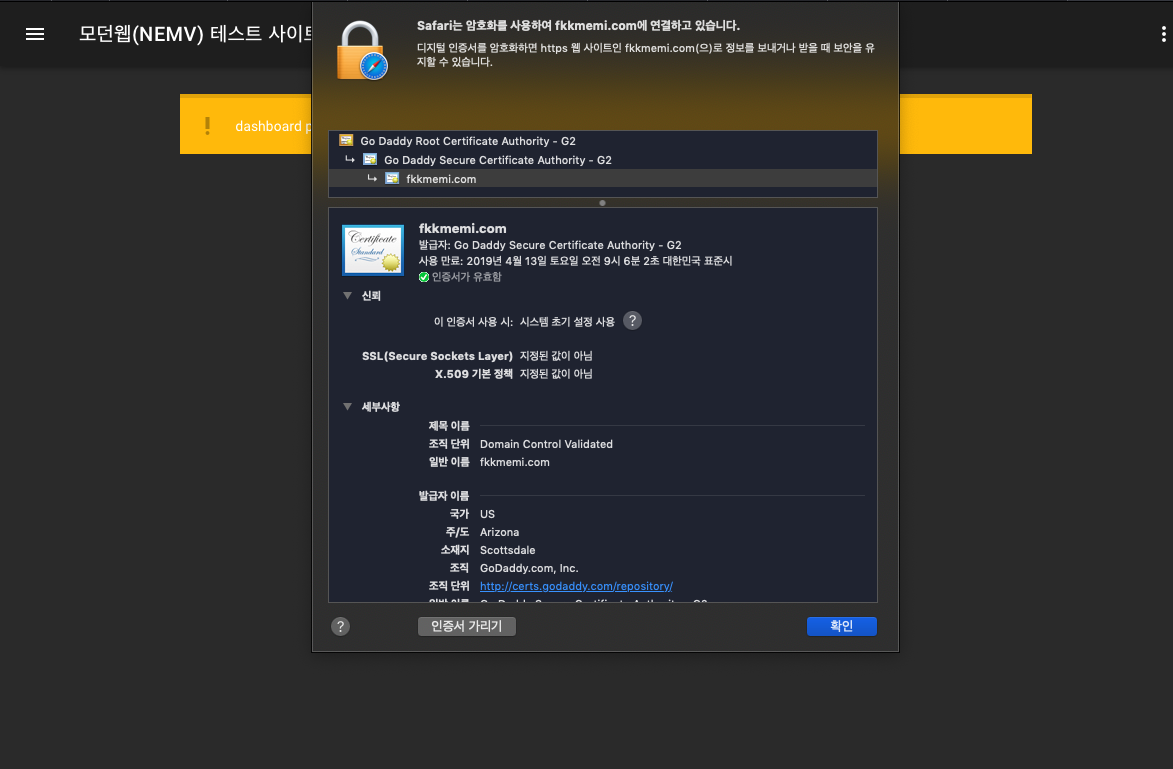 모던웹(NEMV) 테스트 사이트
dashboard p
Safari는 암호화를 사용하여 fkkmemi.com에 연결하고 있습니다.
디지털 인증서를 암호화하면 https 웹 사이트인 fkkmemi.com(으)로 정보를 보내거나 받을 때 보안을 유
지할 수 있습니다.
Go Daddy Root Certificate Authority - G2
Go Daddy Secure Certificate Authority - G2
fkkmemi.com
Certificate
Standard
fkkmemi.com
발급자: Go Daddy Secure Certificate Authority - G2
사용 만료: 2019년 4월 13일 토요일 오전 9시 6분 2초 대한민국 표준시
인증서가 유효함
신뢰
이 인증서 사용 시: 시스템 초기 설정 사용 ?
SSL(Secure Sockets Layer) 지정된 값이 아님
X.509 기본 정책 지정된 값이 아님
세부사항
제목 이름
조직 단위 Domain Control Validated
일반 이름 fkkmemi.com
발급자 이름
국가 US
주/도 Arizona
소재지 Scottsdale
조직 GoDaddy.com, Inc.
조직 단위 http://certs.godaddy.com/repository/
일반 이름 Go Daddy Secure Certificate Authority - G2
? 인증서 가리기 확인